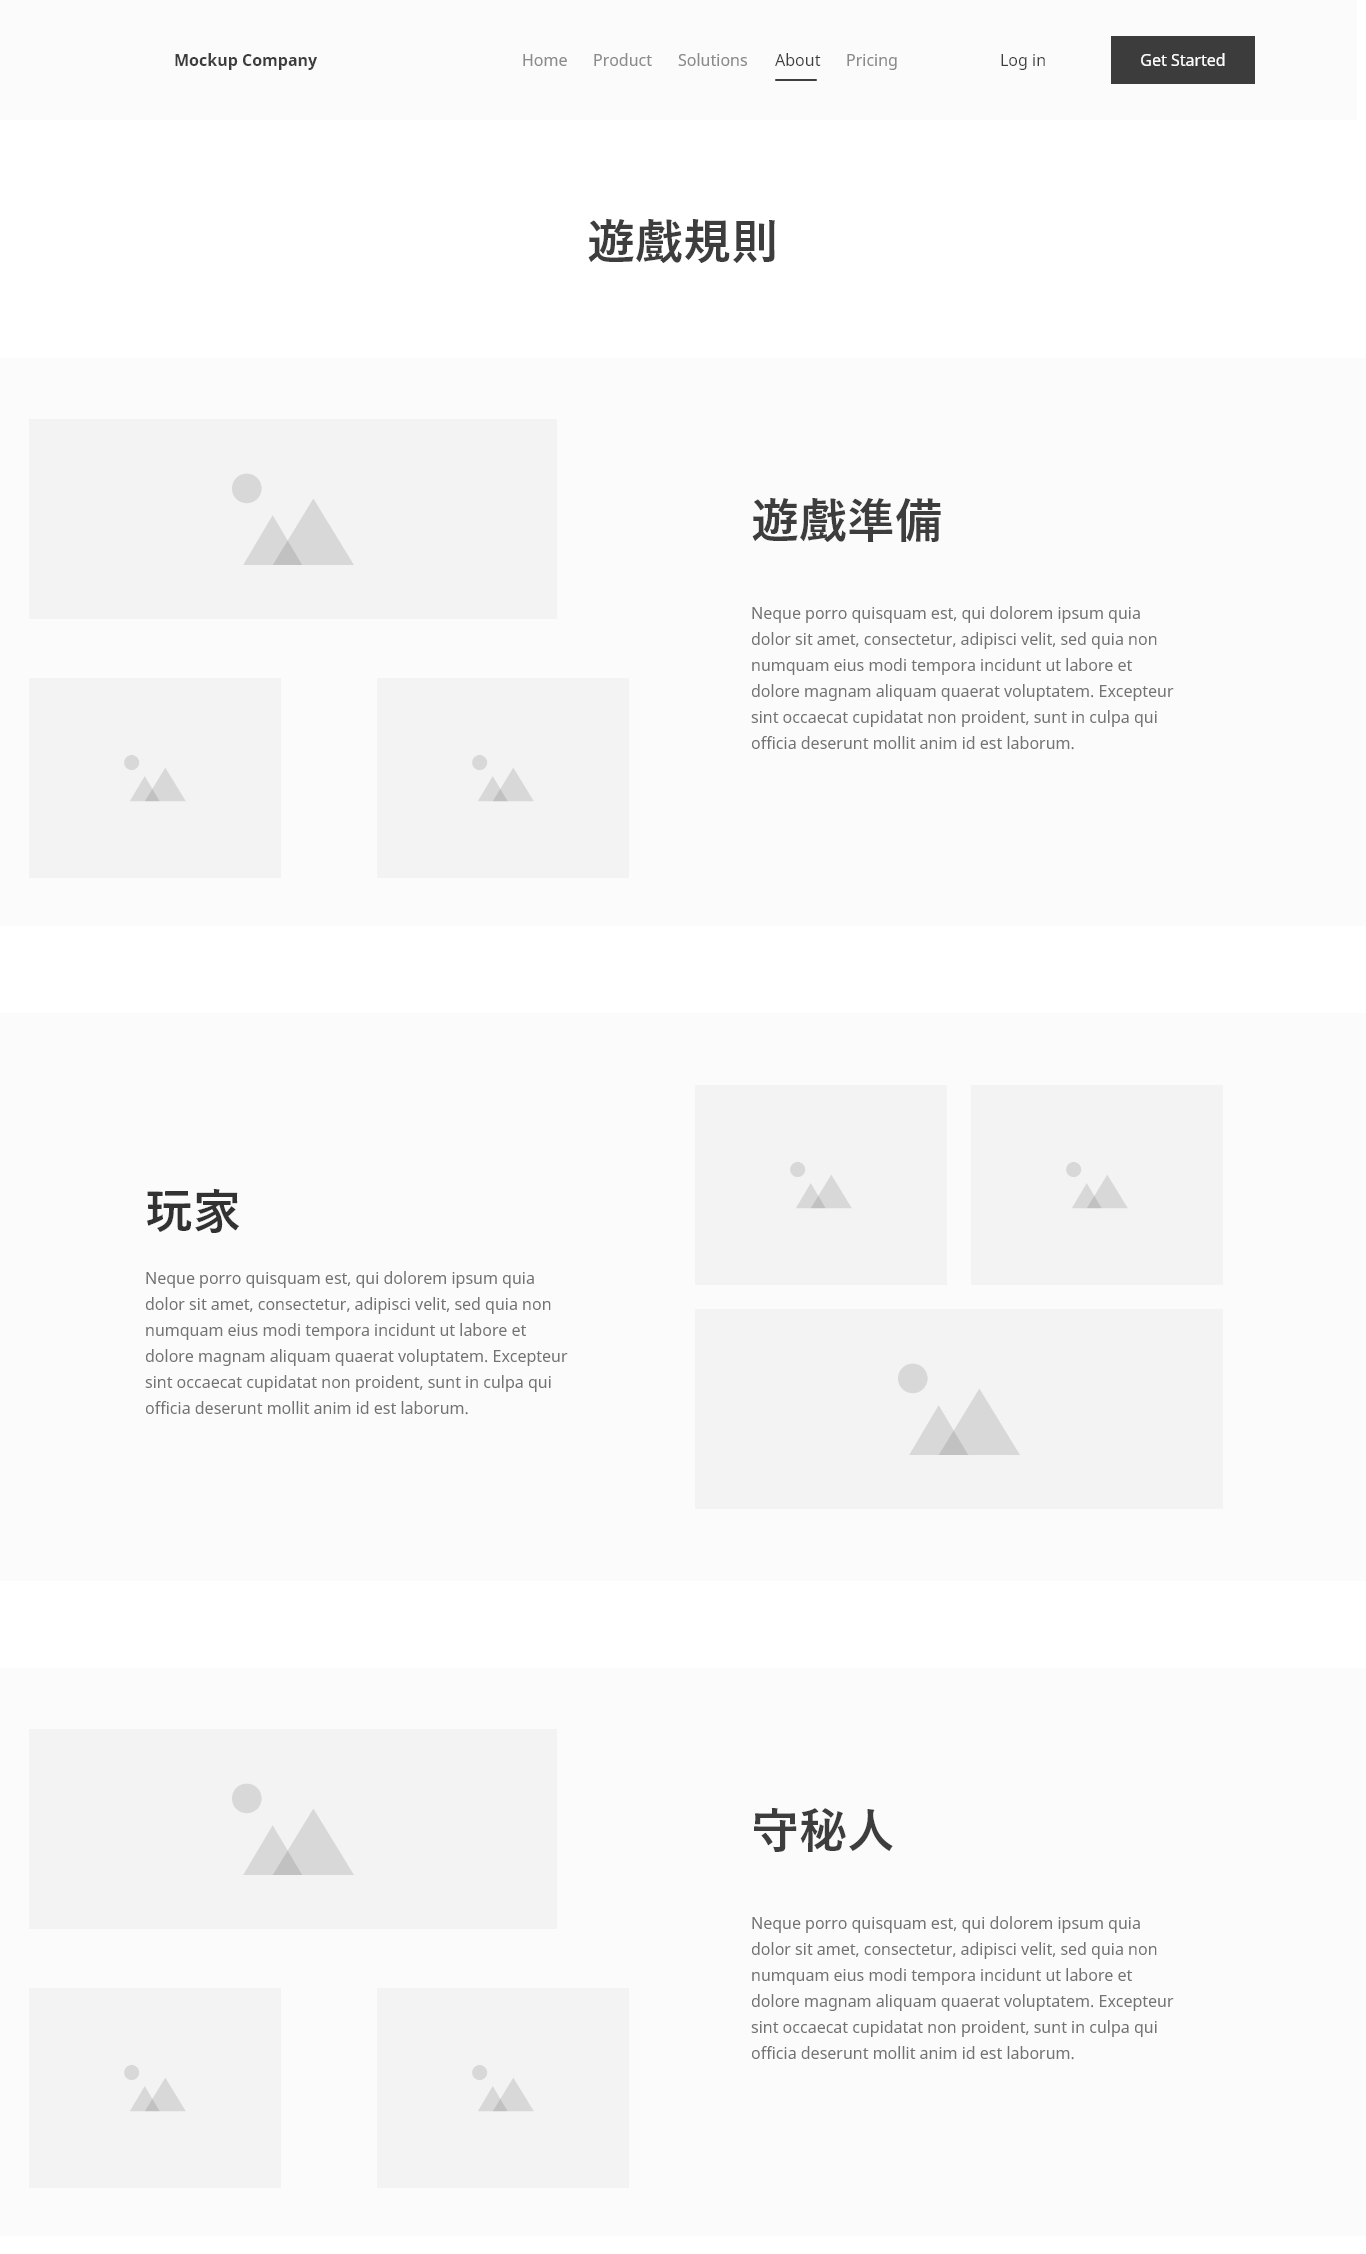 Mockup Company
Home Product Solutions About Pricing
Log in
Get Started
遊戲規則
遊戲準備
Neque porro quisquam est, qui dolorem ipsum quia
dolor sit amet, consectetur, adipisci velit, sed quia non
numquam eius modi tempora incidunt ut labore et
dolore magnam aliquam quaerat voluptatem. Excepteur
sint occaecat cupidatat non proident, sunt in culpa qui
officia deserunt mollit anim id est laborum.
玩家
Neque porro quisquam est, qui dolorem ipsum quia
dolor sit amet, consectetur, adipisci velit, sed quia non
numquam eius modi tempora incidunt ut labore et
dolore magnam aliquam quaerat voluptatem. Excepteur
sint occaecat cupidatat non proident, sunt in culpa qui
officia deserunt mollit anim id est laborum.
守秘人
Neque porro quisquam est, qui dolorem ipsum quia
dolor sit amet, consectetur, adipisci velit, sed quia non
numquam eius modi tempora incidunt ut labore et
dolore magnam aliquam quaerat voluptatem. Excepteur
sint occaecat cupidatat non proident, sunt in culpa qui
officia deserunt mollit anim id est laborum.